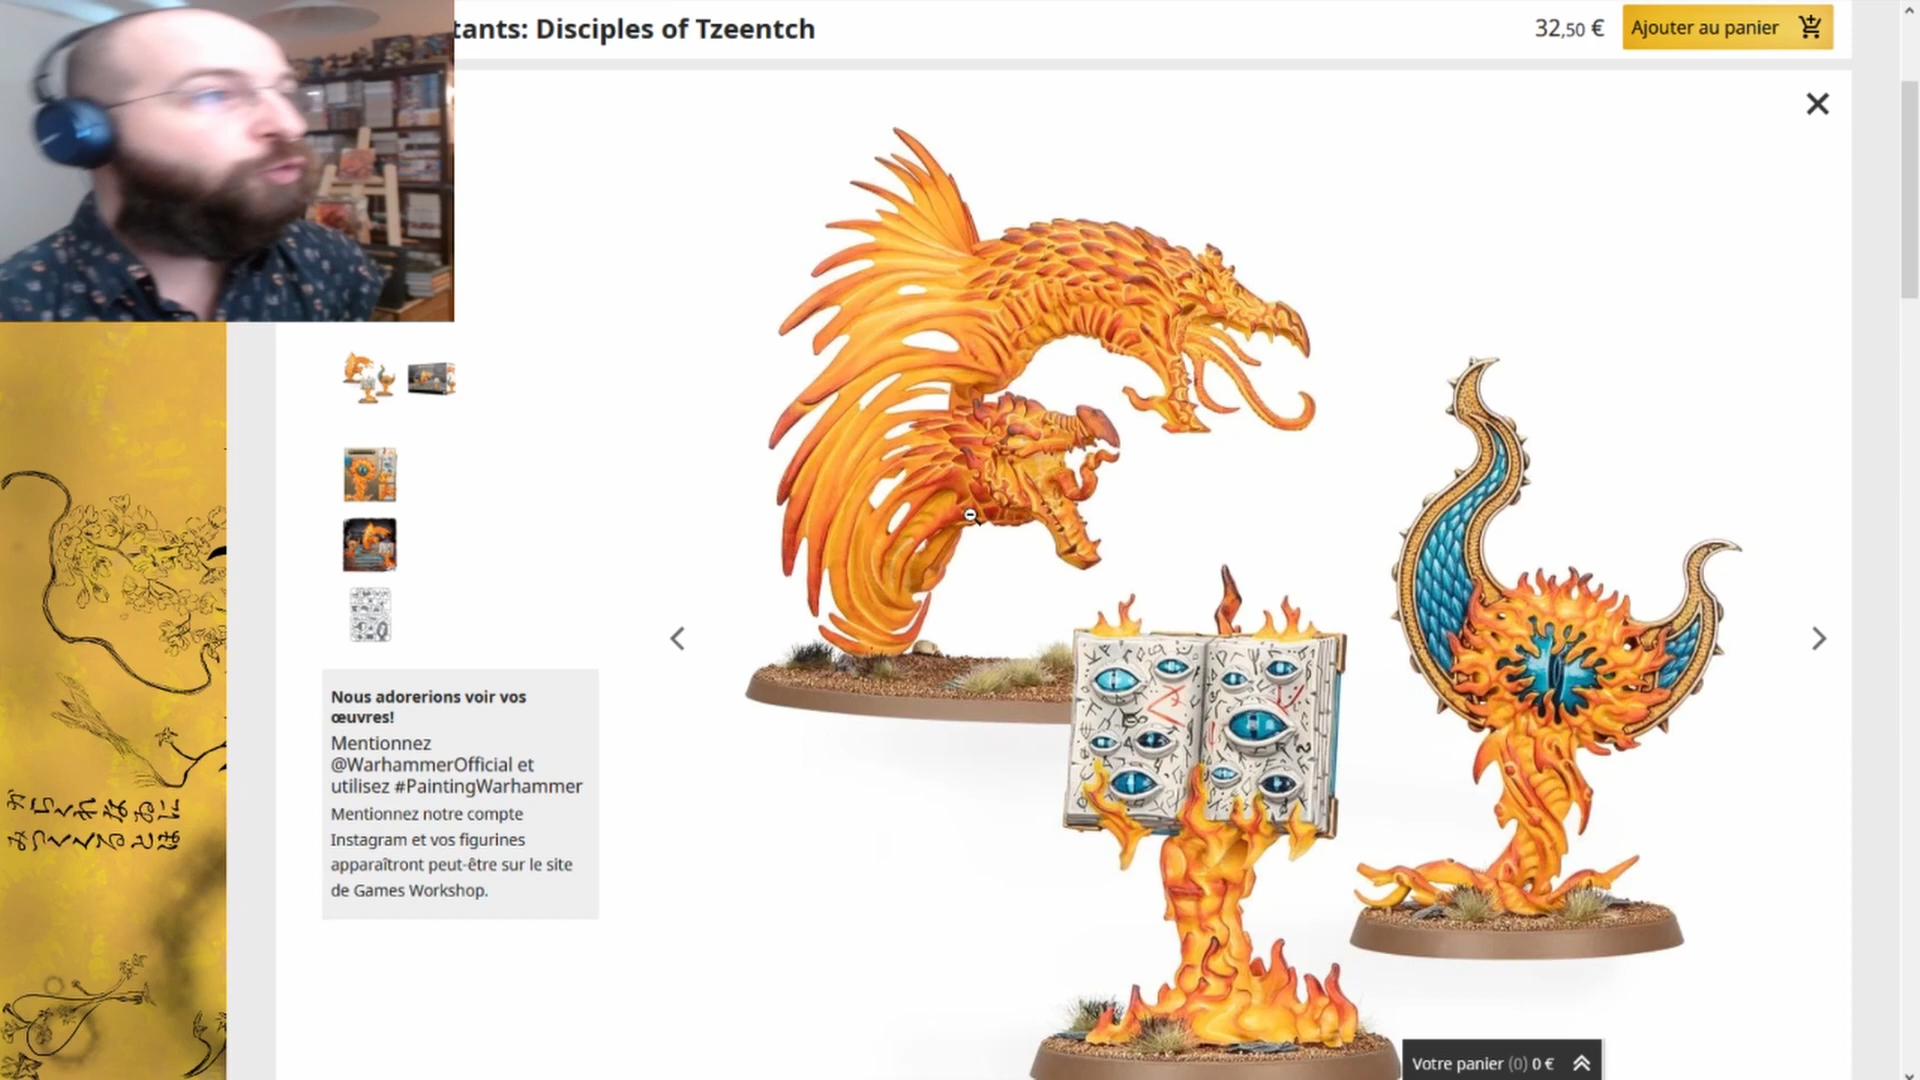 tants: Disciples of Tzeentch
32,50 €
Ajouter au panier
Nous adorerions voir vos
œuvres!
Mentionnez
@WarhammerOfficial et
utilisez #PaintingWarhammer
Mentionnez notre compte
Instagram et vos figurines
apparaîtront peut-être sur le site
de Games Workshop.
Votre panier (0) 0 €